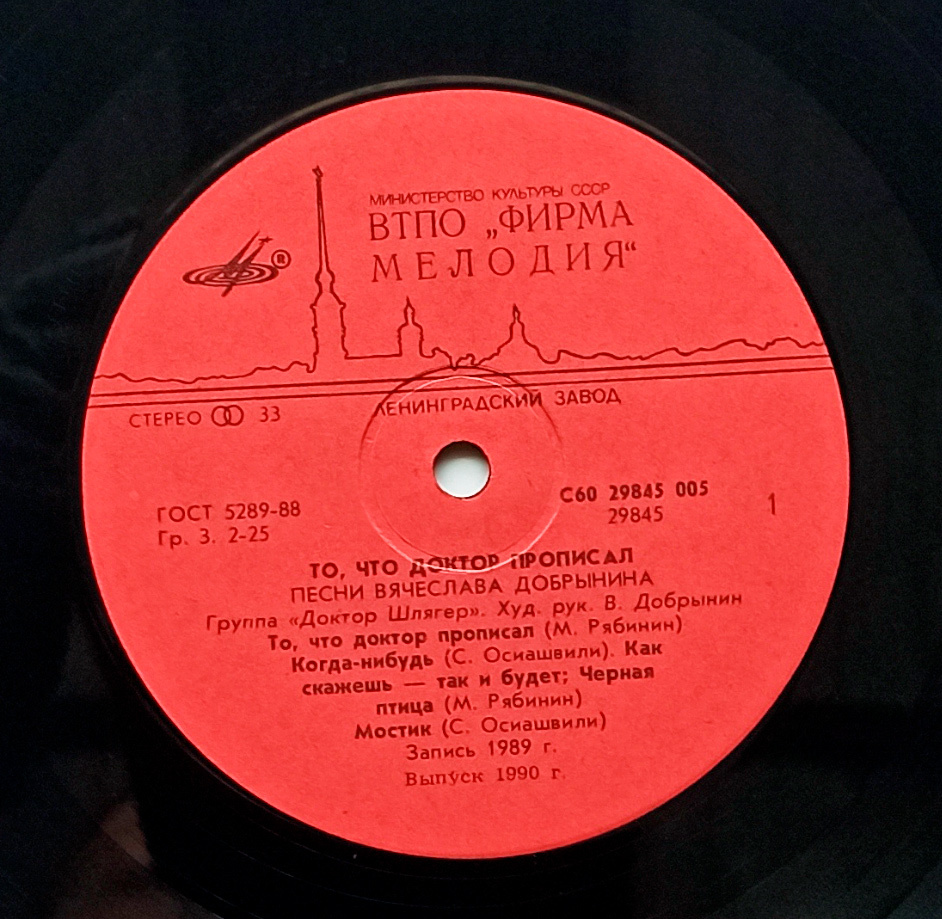 МИНИСТЕРСТВО КУЛЬТУРЫ СССР
ВТПО „ФИРМА
МЕЛОДИЯ“
®
СТЕРЕО 33
ЛЕНИНГРАДСКИЙ ЗАВОД
ГОСТ 5289-88
Гр. 3. 2-25
С60 29845 005
29845
1
ТО, ЧТО ДОКТОР ПРОПИСАЛ
ПЕСНИ ВЯЧЕСЛАВА ДОБРЫНИНА
Группа «Доктор Шлягер». Худ. рук. В. Добрынин
То, что доктор прописал (М. Рябинин)
Когда-нибудь (С. Осиашвили). Как
скажешь — так и будет; Черная
птица (М. Рябинин)
Мостик (С. Осиашвили)
Запись 1989 г.
Выпуск 1990 г.